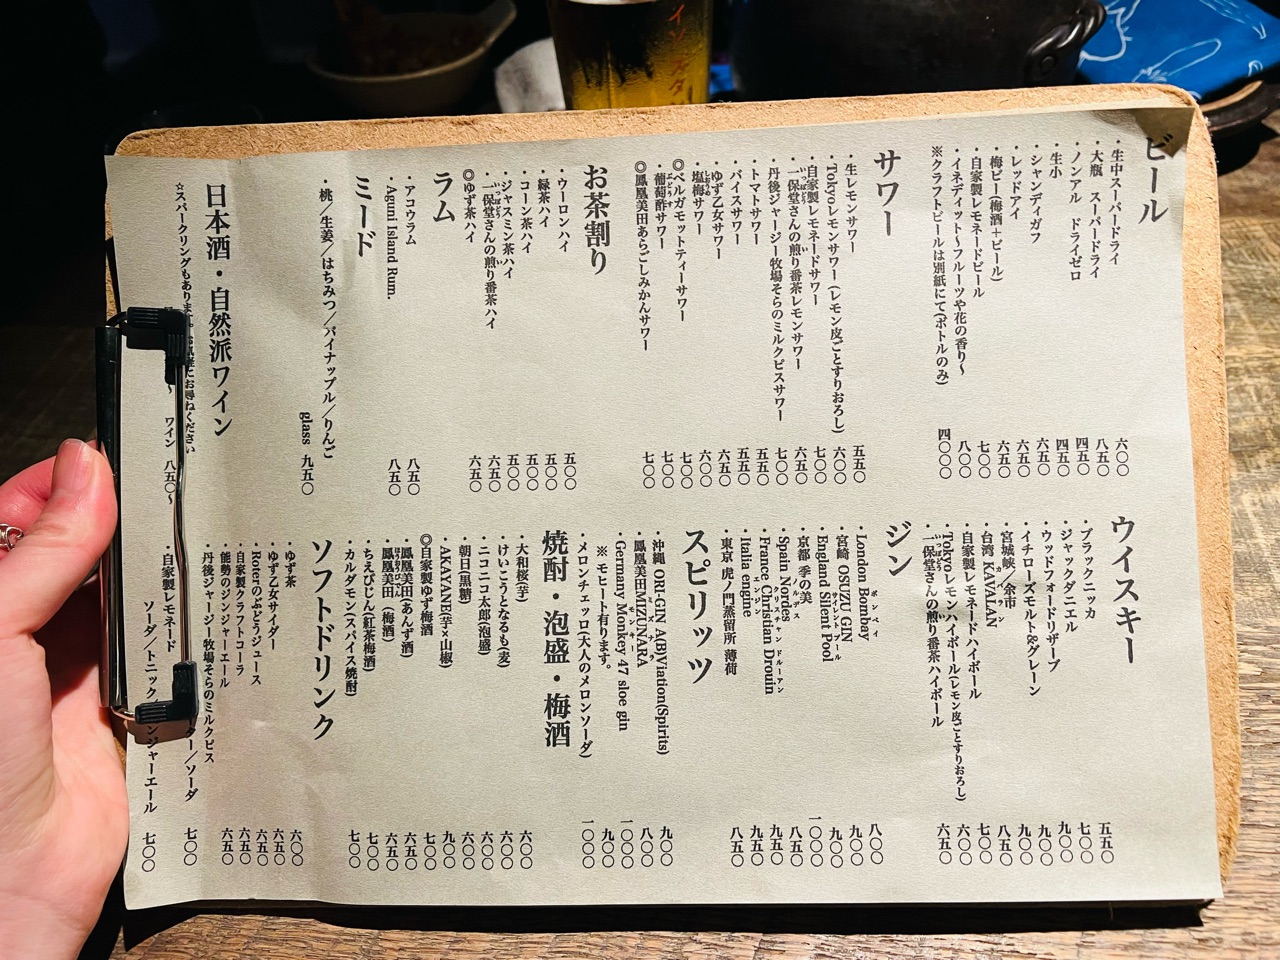 ビール
・生中スーパードライ 六〇〇
・大瓶 スーパードライ 八五〇
・ノンアル ドライゼロ 四五〇
・生小 四五〇
・シャンディガフ 六五〇
・レッドアイ 六五〇
・梅ビー(梅酒＋ビール) 六五〇
・自家製レモネードビール 七〇〇
・イネディット〜フルーツや花の香り〜 八〇〇
※クラフトビールは別紙にて(ボトルのみ) 四〇〇〇
サワー
・生レモンサワー 五五〇
・Tokyoレモンサワー(レモン皮ごとすりおろし) 六五〇
・自家製レモネードサワー 七〇〇
・一保堂さんの煎り番茶レモンサワー 六五〇
・丹後ジャージー牧場そらのミルクピスサワー 七〇〇
・トマトサワー 五五〇
・バイスサワー 五五〇
・ゆず乙女サワー 六五〇
・塩梅サワー 六〇〇
◎ベルガモットティーサワー 七〇〇
・葡萄酢サワー 七〇〇
◎鳳凰美田あらごしみかんサワー 七〇〇
お茶割り
・ウーロンハイ 五〇〇
・緑茶ハイ 五〇〇
・コーン茶ハイ 五〇〇
・ジャスミン茶ハイ 五〇〇
・一保堂さんの煎り番茶ハイ 六五〇
◎ゆず茶ハイ 六五〇
ラム
・アコウラム 八五〇
・Aguni Island Rum. 八五〇
ミード
・桃／生姜／はちみつ／パイナップル／りんご
glass 九五〇
日本酒・自然派ワイン
☆スパークリングもあります。お気軽にお尋ねください
〜 ワイン 八五〇〜
ウイスキー
・ブラックニッカ 五五〇
・ジャックダニエル 七〇〇
・ウッドフォードリザーブ 九〇〇
・イチローズモルト&グレーン 九〇〇
・宮城峡／余市 九〇〇
・台湾 KAVALAN 八五〇
・自家製レモネードハイボール 七〇〇
・Tokyoレモンハイボール(レモン皮ごとすりおろし) 六〇〇
・一保堂さんの煎り番茶ハイボール 六五〇
ジン
・London Bombay 八〇〇
・宮崎 OSUZU GIN 九〇〇
・England Silent Pool 九〇〇
・京都 季の美 一〇〇〇
・Spain Nordes 八五〇
・France Christian Drouin 九五〇
・Italia engine 九五〇
・東京 虎ノ門蒸留所 薄荷 八五〇
スピリッツ
・沖縄 ORI-GIN A(B)Viation(Spirits) 九〇〇
・鳳凰美田MIZUNARA 八〇〇
・Germany Monkey 47 sloe gin 一〇〇〇
※モヒート有ります。 九〇〇
・メロンチェッロ(大人のメロンソーダ) 一〇〇〇
焼酎・泡盛・梅酒
・大和桜(芋) 六〇〇
・けいこうとなるも(麦) 六〇〇
・ニコニコ太郎(泡盛) 六〇〇
・朝日(黒糖) 六〇〇
・AKAYANE(芋×山椒) 九〇〇
◎自家製ゆず梅酒 七〇〇
・鳳凰美田(あんず酒) 六五〇
・鳳凰美田 (梅酒) 六五〇
・ちえびじん(紅茶梅酒) 七〇〇
・カルダモン(スパイス焼酎) 七〇〇
ソフトドリンク
・ゆず茶 六〇〇
・ゆず乙女サイダー 六五〇
・Roterのぶどうジュース 六五〇
・自家製クラフトコーラ 六五〇
・能勢のジンジャーエール 六五〇
・丹後ジャージー牧場そらのミルクピス
ター／ソーダ 七〇〇
・自家製レモネード
ソーダ／トニック ンジャーエール 七〇〇